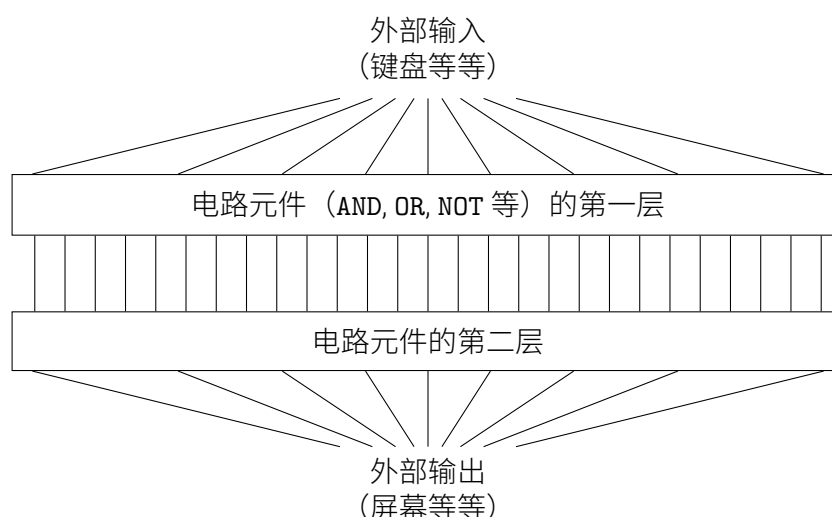 外部输入
（键盘等等）
电路元件（AND, OR, NOT 等）的第一层
电路元件的第二层
外部输出
（屏幕等等）